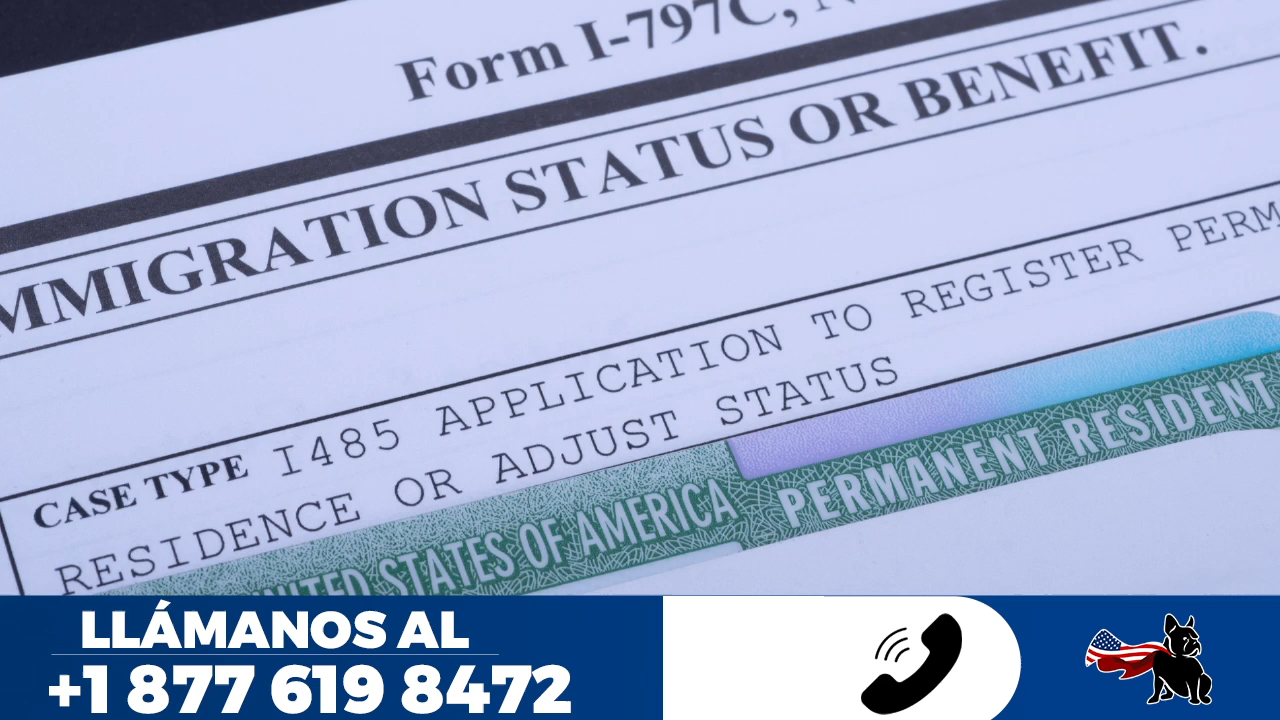 Form I-797C,
MMIGRATION STATUS OR BENEFIT.
CASE TYPE I485 APPLICATION TO REGISTER PERM
RESIDENCE OR ADJUST STATUS
UNITED STATES OF AMERICA PERMANENT RESIDENT
LLÁMANOS AL
+1 877 619 8472